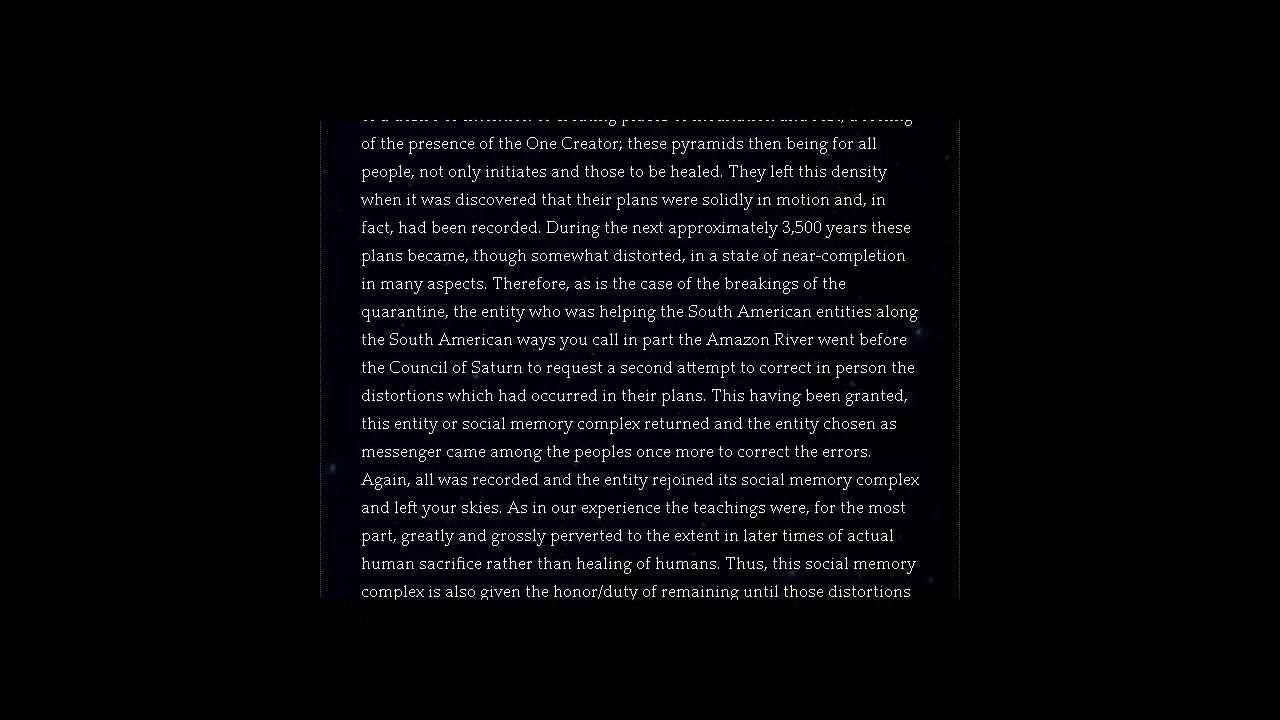 of the presence of the One Creator; these pyramids then being for all
people, not only initiates and those to be healed. They left this density
when it was discovered that their plans were solidly in motion and, in
fact, had been recorded. During the next approximately 3,500 years these
plans became, though somewhat distorted, in a state of near-completion
in many aspects. Therefore, as is the case of the breakings of the
quarantine, the entity who was helping the South American entities along
the South American ways you call in part the Amazon River went before
the Council of Saturn to request a second attempt to correct in person the
distortions which had occurred in their plans. This having been granted,
this entity or social memory complex returned and the entity chosen as
messenger came among the peoples once more to correct the errors.
Again, all was recorded and the entity rejoined its social memory complex
and left your skies. As in our experience the teachings were, for the most
part, greatly and grossly perverted to the extent in later times of actual
human sacrifice rather than healing of humans. Thus, this social memory
complex is also given the honor/duty of remaining until those distortions